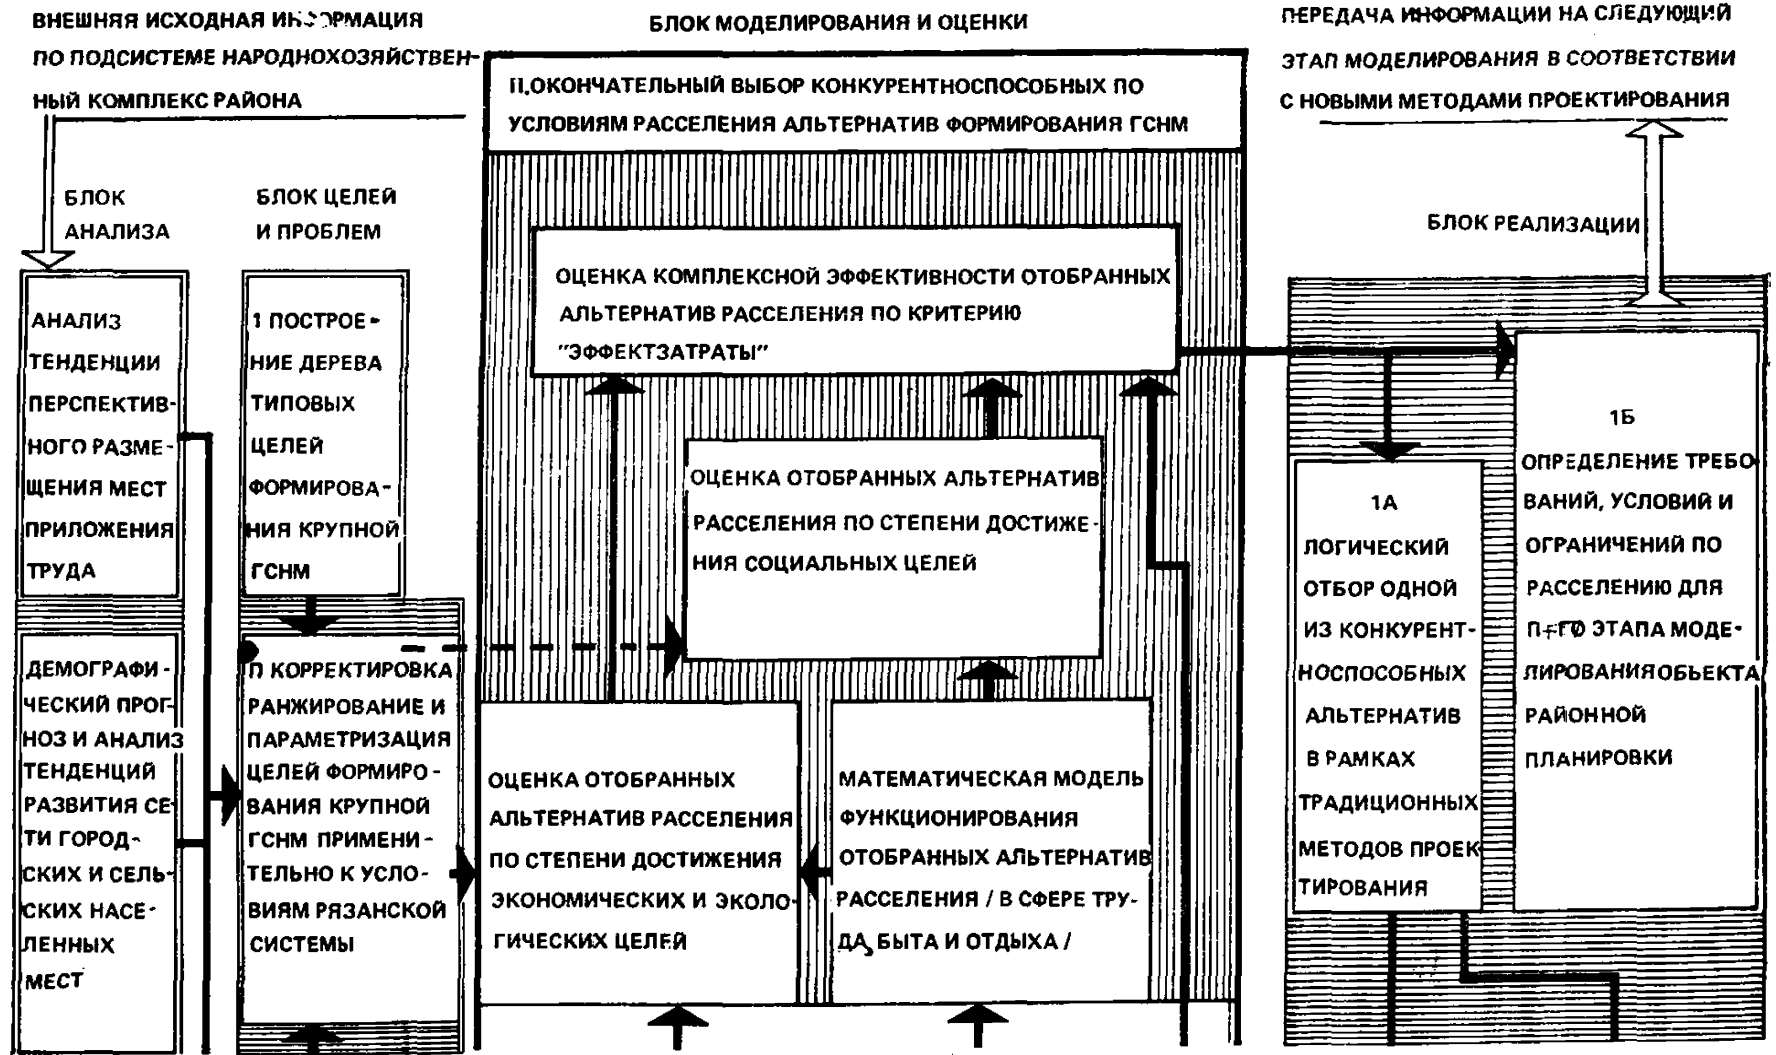 ВНЕШНЯЯ ИСХОДНАЯ ИНФОРМАЦИЯ
ПО ПОДСИСТЕМЕ НАРОДНОХОЗЯЙСТВЕН-
НЫЙ КОМПЛЕКС РАЙОНА
БЛОК МОДЕЛИРОВАНИЯ И ОЦЕНКИ
ПЕРЕДАЧА ИНФОРМАЦИИ НА СЛЕДУЮЩИЙ
ЭТАП МОДЕЛИРОВАНИЯ В СООТВЕТСТВИИ
С НОВЫМИ МЕТОДАМИ ПРОЕКТИРОВАНИЯ
БЛОК
АНАЛИЗА
АНАЛИЗ
ТЕНДЕНЦИИ
ПЕРСПЕКТИВ-
НОГО РАЗМЕ-
ЩЕНИЯ МЕСТ
ПРИЛОЖЕНИЯ
ТРУДА
ДЕМОГРАФИ-
ЧЕСКИЙ ПРОГ-
НОЗ И АНАЛИЗ
ТЕНДЕНЦИЙ
РАЗВИТИЯ СЕ-
ТИ ГОРОД-
СКИХ И СЕЛЬ-
СКИХ НАСЕ-
ЛЕННЫХ
МЕСТ
БЛОК ЦЕЛЕЙ
И ПРОБЛЕМ
1 ПОСТРОЕ-
НИЕ ДЕРЕВА
ТИПОВЫХ
ЦЕЛЕЙ
ФОРМИРОВА-
НИЯ КРУПНОЙ
ГСНМ
П КОРРЕКТИРОВКА
РАНЖИРОВАНИЕ И
ПАРАМЕТРИЗАЦИЯ
ЦЕЛЕЙ ФОРМИРО-
ВАНИЯ КРУПНОЙ
ГСНМ ПРИМЕНИ-
ТЕЛЬНО К УСЛО-
ВИЯМ РЯЗАНСКОЙ
СИСТЕМЫ
П.ОКОНЧАТЕЛЬНЫЙ ВЫБОР КОНКУРЕНТНОСПОСОБНЫХ ПО
УСЛОВИЯМ РАССЕЛЕНИЯ АЛЬТЕРНАТИВ ФОРМИРОВАНИЯ ГСНМ
ОЦЕНКА КОМПЛЕКСНОЙ ЭФФЕКТИВНОСТИ ОТОБРАННЫХ
АЛЬТЕРНАТИВ РАССЕЛЕНИЯ ПО КРИТЕРИЮ
"ЭФФЕКТЗАТРАТЫ"
ОЦЕНКА ОТОБРАННЫХ АЛЬТЕРНАТИВ
РАССЕЛЕНИЯ ПО СТЕПЕНИ ДОСТИЖЕ-
НИЯ СОЦИАЛЬНЫХ ЦЕЛЕЙ
ОЦЕНКА ОТОБРАННЫХ
АЛЬТЕРНАТИВ РАССЕЛЕНИЯ
ПО СТЕПЕНИ ДОСТИЖЕНИЯ
ЭКОНОМИЧЕСКИХ И ЭКОЛО-
ГИЧЕСКИХ ЦЕЛЕЙ
МАТЕМАТИЧЕСКАЯ МОДЕЛЬ
ФУНКЦИОНИРОВАНИЯ
ОТОБРАННЫХ АЛЬТЕРНАТИВ
РАССЕЛЕНИЯ / В СФЕРЕ ТРУ-
ДА, БЫТА И ОТДЫХА /
БЛОК РЕАЛИЗАЦИИ
1А
ЛОГИЧЕСКИЙ
ОТБОР ОДНОЙ
ИЗ КОНКУРЕНТ-
НОСПОСОБНЫХ
АЛЬТЕРНАТИВ
В РАМКАХ
ТРАДИЦИОННЫХ
МЕТОДОВ ПРОЕК
ТИРОВАНИЯ
1Б
ОПРЕДЕЛЕНИЕ ТРЕБО
ВАНИЙ, УСЛОВИЙ И
ОГРАНИЧЕНИЙ ПО
РАССЕЛЕНИЮ ДЛЯ
П-ГО ЭТАПА МОДЕ-
ЛИРОВАНИЯ ОБЬЕКТА
РАЙОННОЙ
ПЛАНИРОВКИ